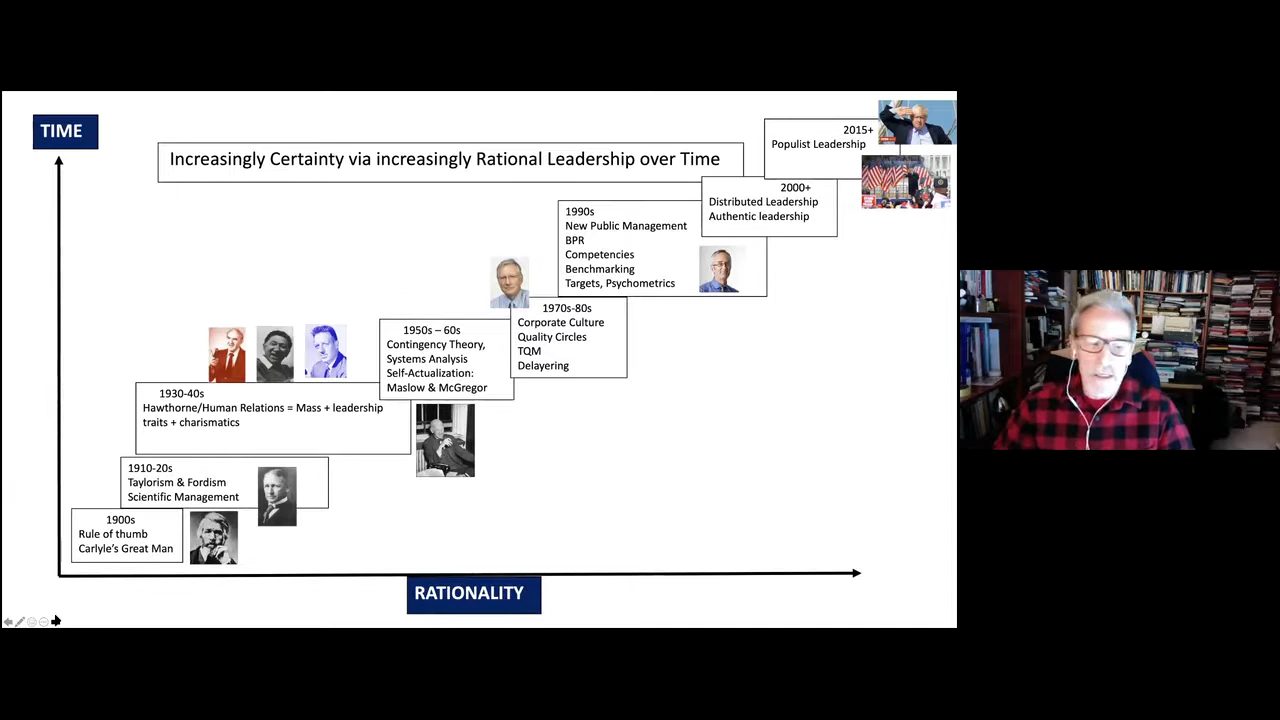 TIME
Increasingly Certainty via increasingly Rational Leadership over Time
2015+
Populist Leadership
2000+
Distributed Leadership
Authentic leadership
1990s
New Public Management
BPR
Competencies
Benchmarking
Targets, Psychometrics
1970s-80s
Corporate Culture
Quality Circles
TQM
Delayering
1950s – 60s
Contingency Theory,
Systems Analysis
Self-Actualization:
Maslow & McGregor
1930-40s
Hawthorne/Human Relations = Mass + leadership
traits + charismatics
1910-20s
Taylorism & Fordism
Scientific Management
1900s
Rule of thumb
Carlyle's Great Man
RATIONALITY